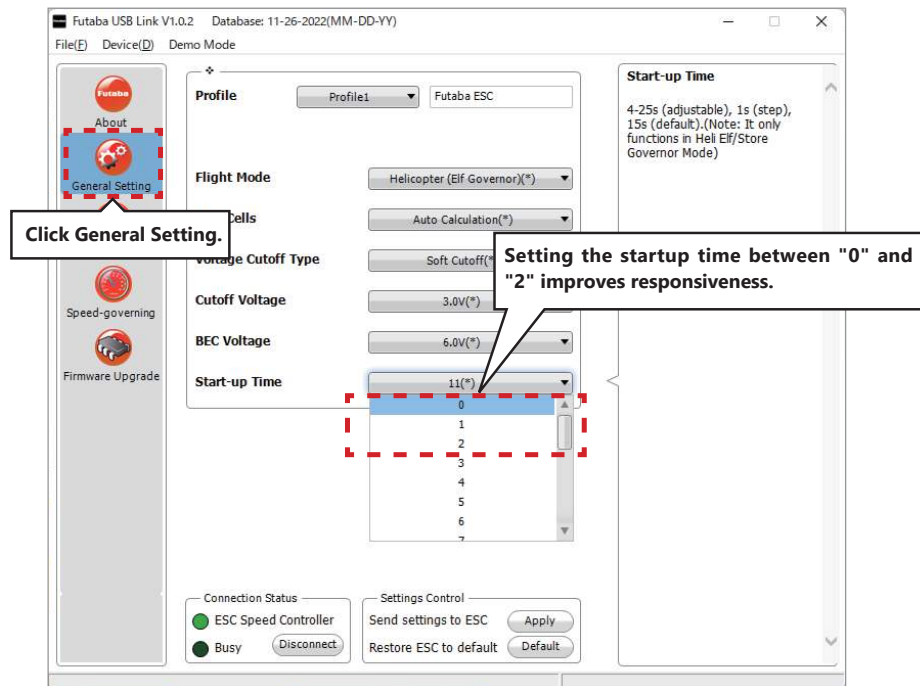 Futaba USB Link V1.0.2 Database: 11-26-2022(MM-DD-YY)
File(F) Device(D) Demo Mode
Futaba
About
General Setting
Click General Setting.
Speed-governing
Firmware Upgrade
Profile Profile1 Futaba ESC
Flight Mode Helicopter (Elf Governor)(*)
Cells Auto Calculation(*)
Voltage Cutoff Type Soft Cutoff(*
Cutoff Voltage 3.0V(*)
BEC Voltage 6.0V(*)
Start-up Time 11(*)
0
1
2
3
4
5
6
7
Setting the startup time between "0" and
"2" improves responsiveness.
Start-up Time
4-25s (adjustable), 1s (step),
15s (default).(Note: It only
functions in Heli Elf/Store
Governor Mode)
Connection Status
ESC Speed Controller
Busy Disconnect
Settings Control
Send settings to ESC Apply
Restore ESC to default Default